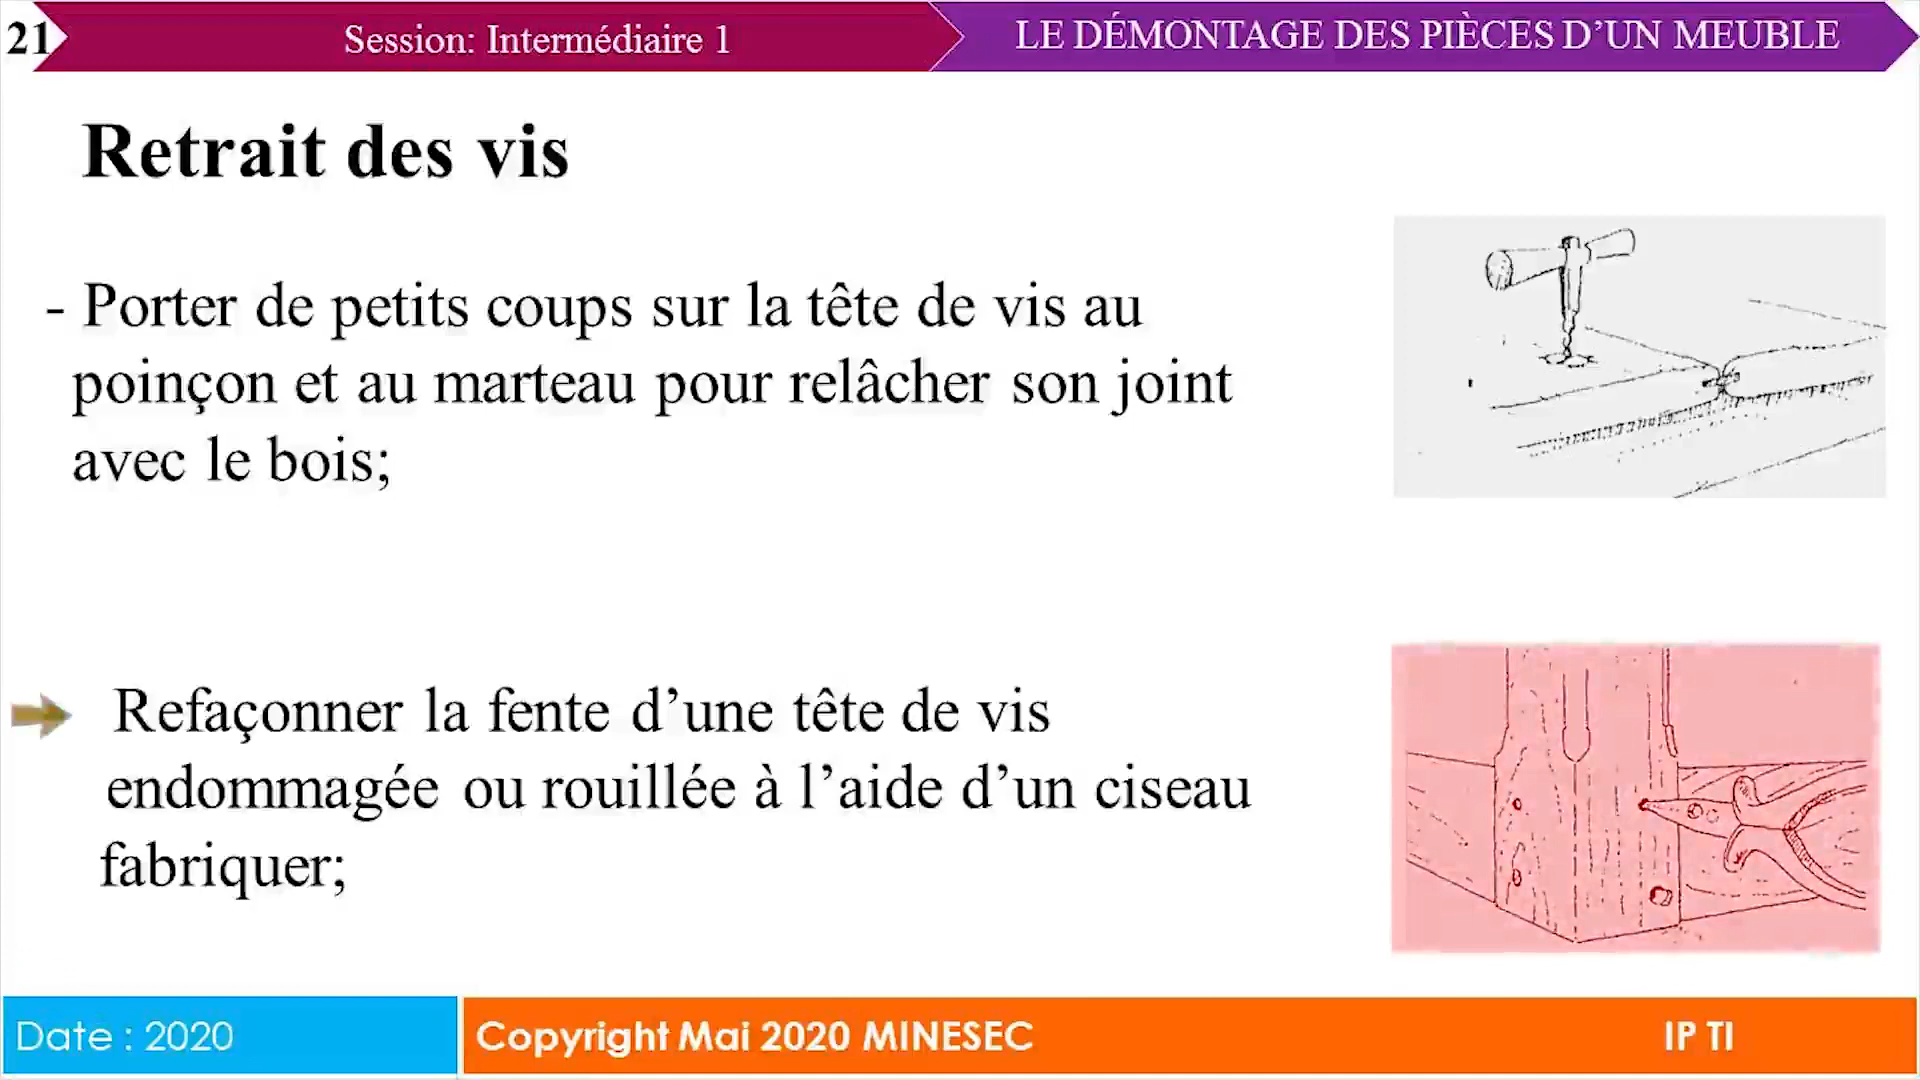 21
Session: Intermédiaire 1
LE DÉMONTAGE DES PIÈCES D’UN MEUBLE
Retrait des vis
- Porter de petits coups sur la tête de vis au
poinçon et au marteau pour relâcher son joint
avec le bois;
Refaçonner la fente d’une tête de vis
endommagée ou rouillée à l’aide d’un ciseau
fabriquer;
Date : 2020
Copyright Mai 2020 MINESEC
IP TI